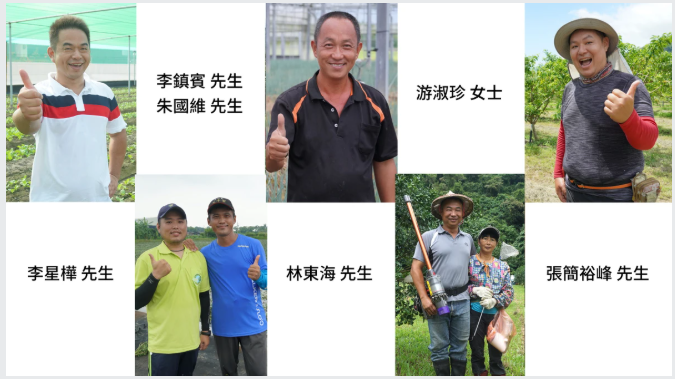 李鎮賓 先生
朱國維 先生
游淑珍 女士
李星樺 先生
林東海 先生
張簡裕峰 先生